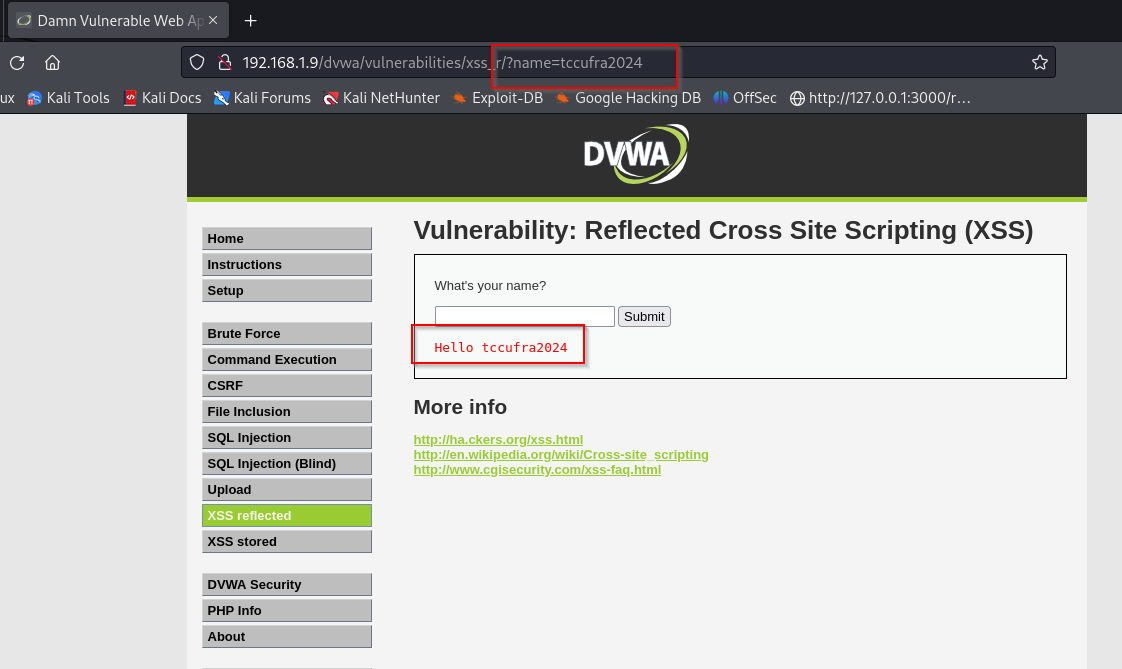 Damn Vulnerable Web Ap
192.168.1.9/dvwa/vulnerabilities/xss_r/?name=tccufra2024
ux Kali Tools Kali Docs Kali Forums Kali NetHunter Exploit-DB Google Hacking DB OffSec http://127.0.0.1:3000/r…
DVWA
Vulnerability: Reflected Cross Site Scripting (XSS)
Home
Instructions
Setup
Brute Force
Command Execution
CSRF
File Inclusion
SQL Injection
SQL Injection (Blind)
Upload
XSS reflected
XSS stored
DVWA Security
PHP Info
About
What's your name?
Submit
Hello tccufra2024
More info
http://ha.ckers.org/xss.html
http://en.wikipedia.org/wiki/Cross-site_scripting
http://www.cgisecurity.com/xss-faq.html